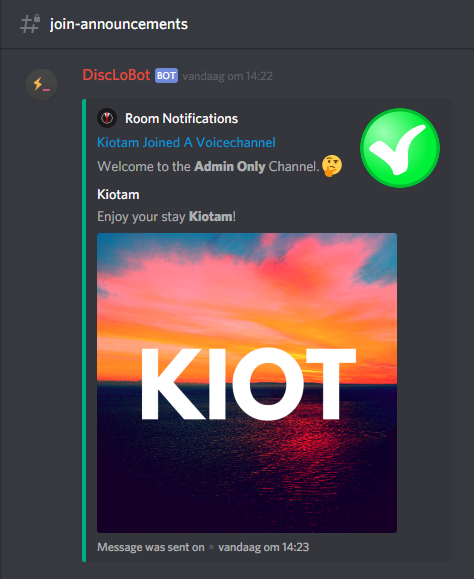 join-announcements
DiscLoBot BOT vandaag om 14:22
Room Notifications
Kiotam Joined A Voicechannel
Welcome to the Admin Only Channel. 🤔
Kiotam
Enjoy your stay Kiotam!
KIOT
Message was sent on • vandaag om 14:23